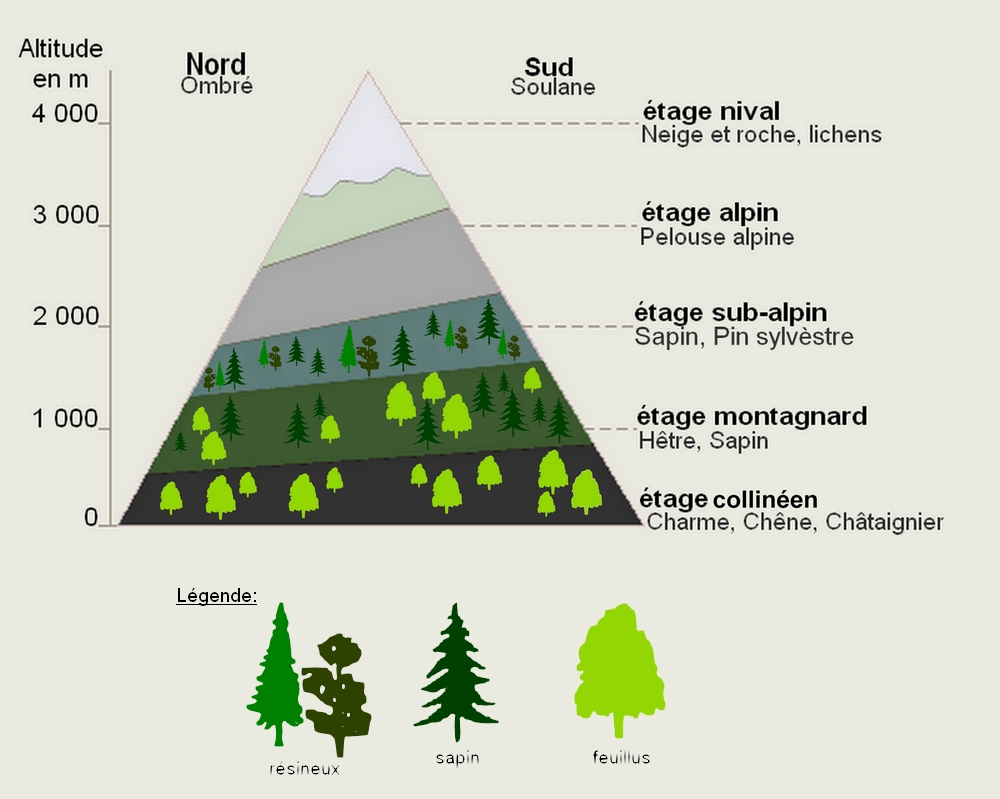 Altitude
en m
Nord
Ombré
Sud
Soulane
4 000
étage nival
Neige et roche, lichens
3 000
étage alpin
Pelouse alpine
2 000
étage sub-alpin
Sapin, Pin sylvèstre
1 000
étage montagnard
Hêtre, Sapin
0
étage collinéen
Charme, Chêne, Châtaignier
Légende:
résineux
sapin
feuillus